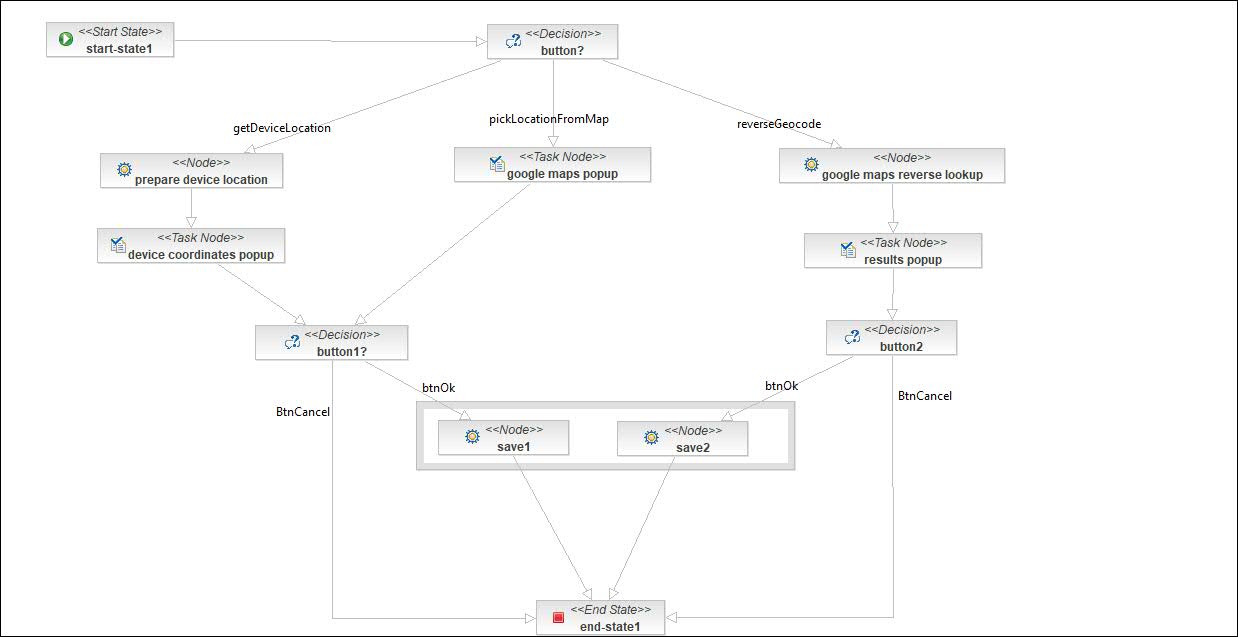 <<Start State>>
start-state1
<<Decision>>
button?
getDeviceLocation
pickLocationFromMap
reverseGeocode
<<Node>>
prepare device location
<<Task Node>>
google maps popup
<<Node>>
google maps reverse lookup
<<Task Node>>
device coordinates popup
<<Task Node>>
results popup
<<Decision>>
button1?
<<Decision>>
button2
btnOk
btnOk
BtnCancel
BtnCancel
<<Node>>
save1
<<Node>>
save2
<<End State>>
end-state1